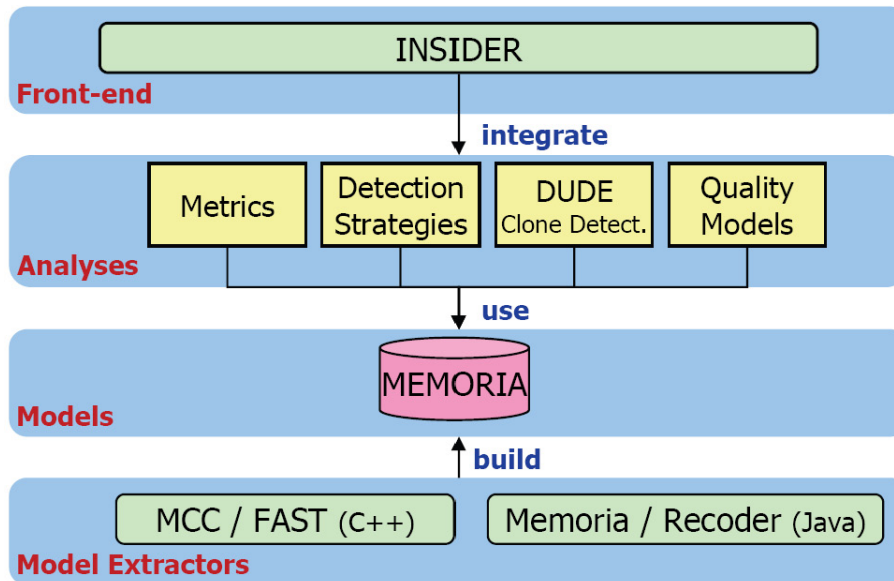 INSIDER
Front-end
integrate
Metrics
Detection
Strategies
DUDE
Clone Detect.
Quality
Models
Analyses
use
MEMORIA
Models
build
MCC / FAST (C++)
Memoria / Recoder (Java)
Model Extractors